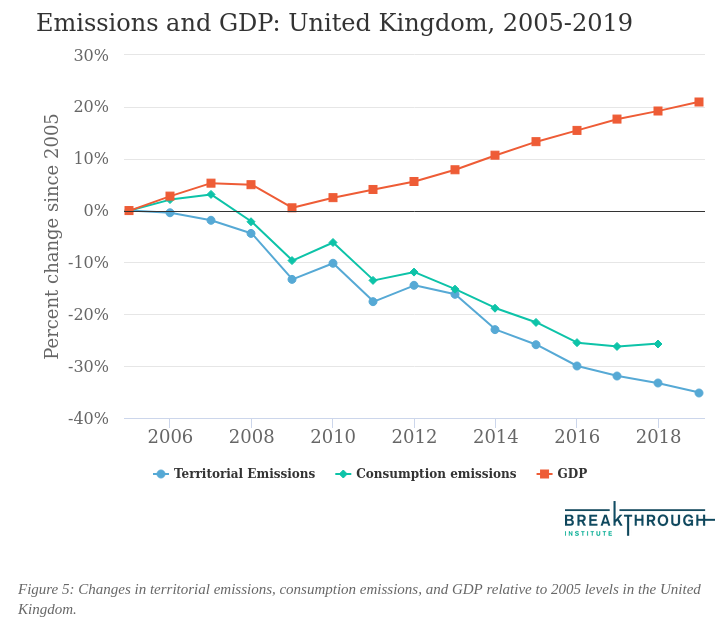 Emissions and GDP: United Kingdom, 2005-2019
Percent change since 2005
30%
20%
10%
0%
-10%
-20%
-30%
-40%
2006 2008 2010 2012 2014 2016 2018
Territorial Emissions Consumption emissions GDP
BREAKTHROUGH
INSTITUTE
Figure 5: Changes in territorial emissions, consumption emissions, and GDP relative to 2005 levels in the United
Kingdom.